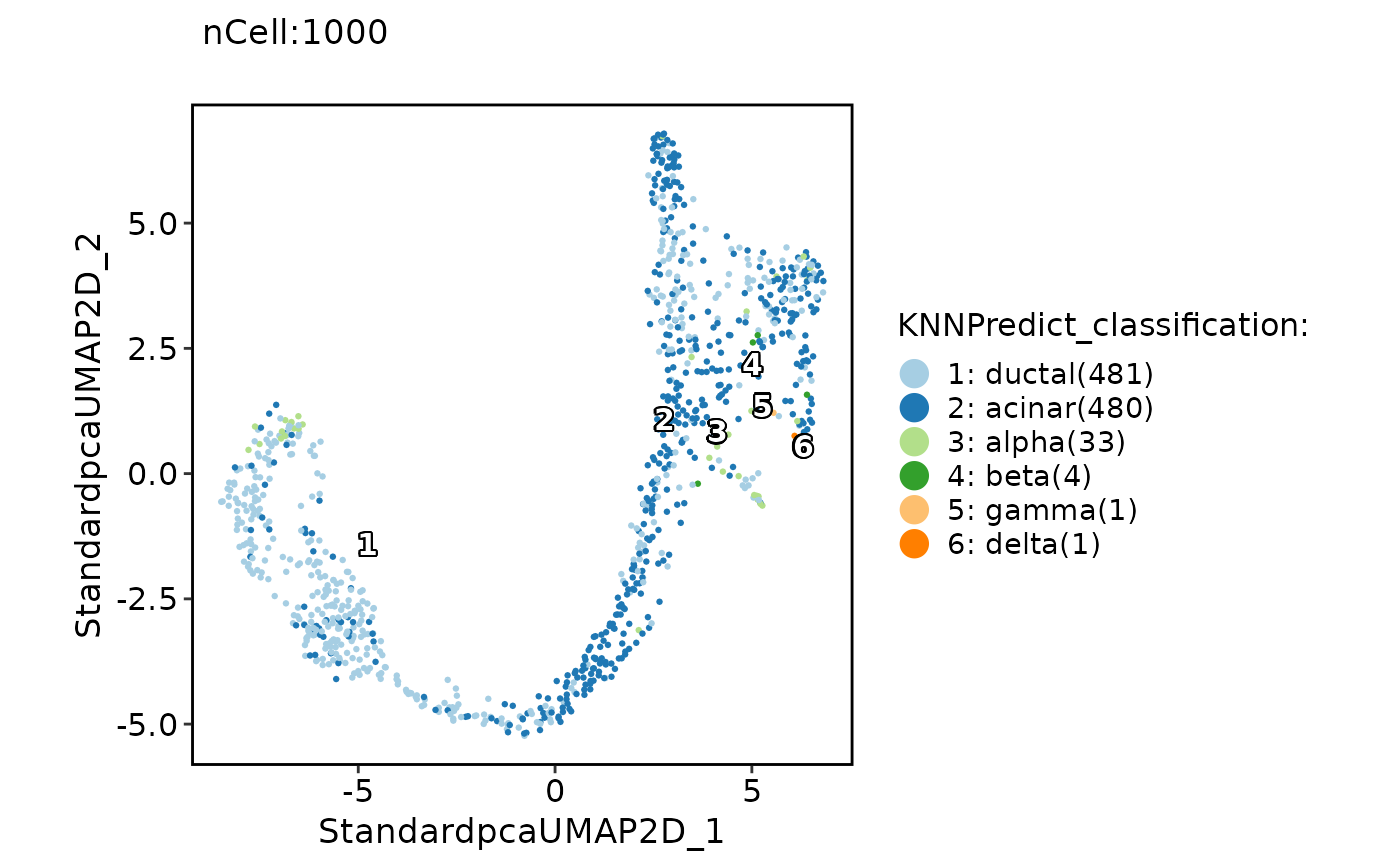 nCell:1000
StandardpcaUMAP2D_2
5.0
2.5
0.0
-2.5
-5.0
1
2
3
4
5
6
-5
0
5
StandardpcaUMAP2D_1
KNNPredict_classification:
1: ductal(481)
2: acinar(480)
3: alpha(33)
4: beta(4)
5: gamma(1)
6: delta(1)